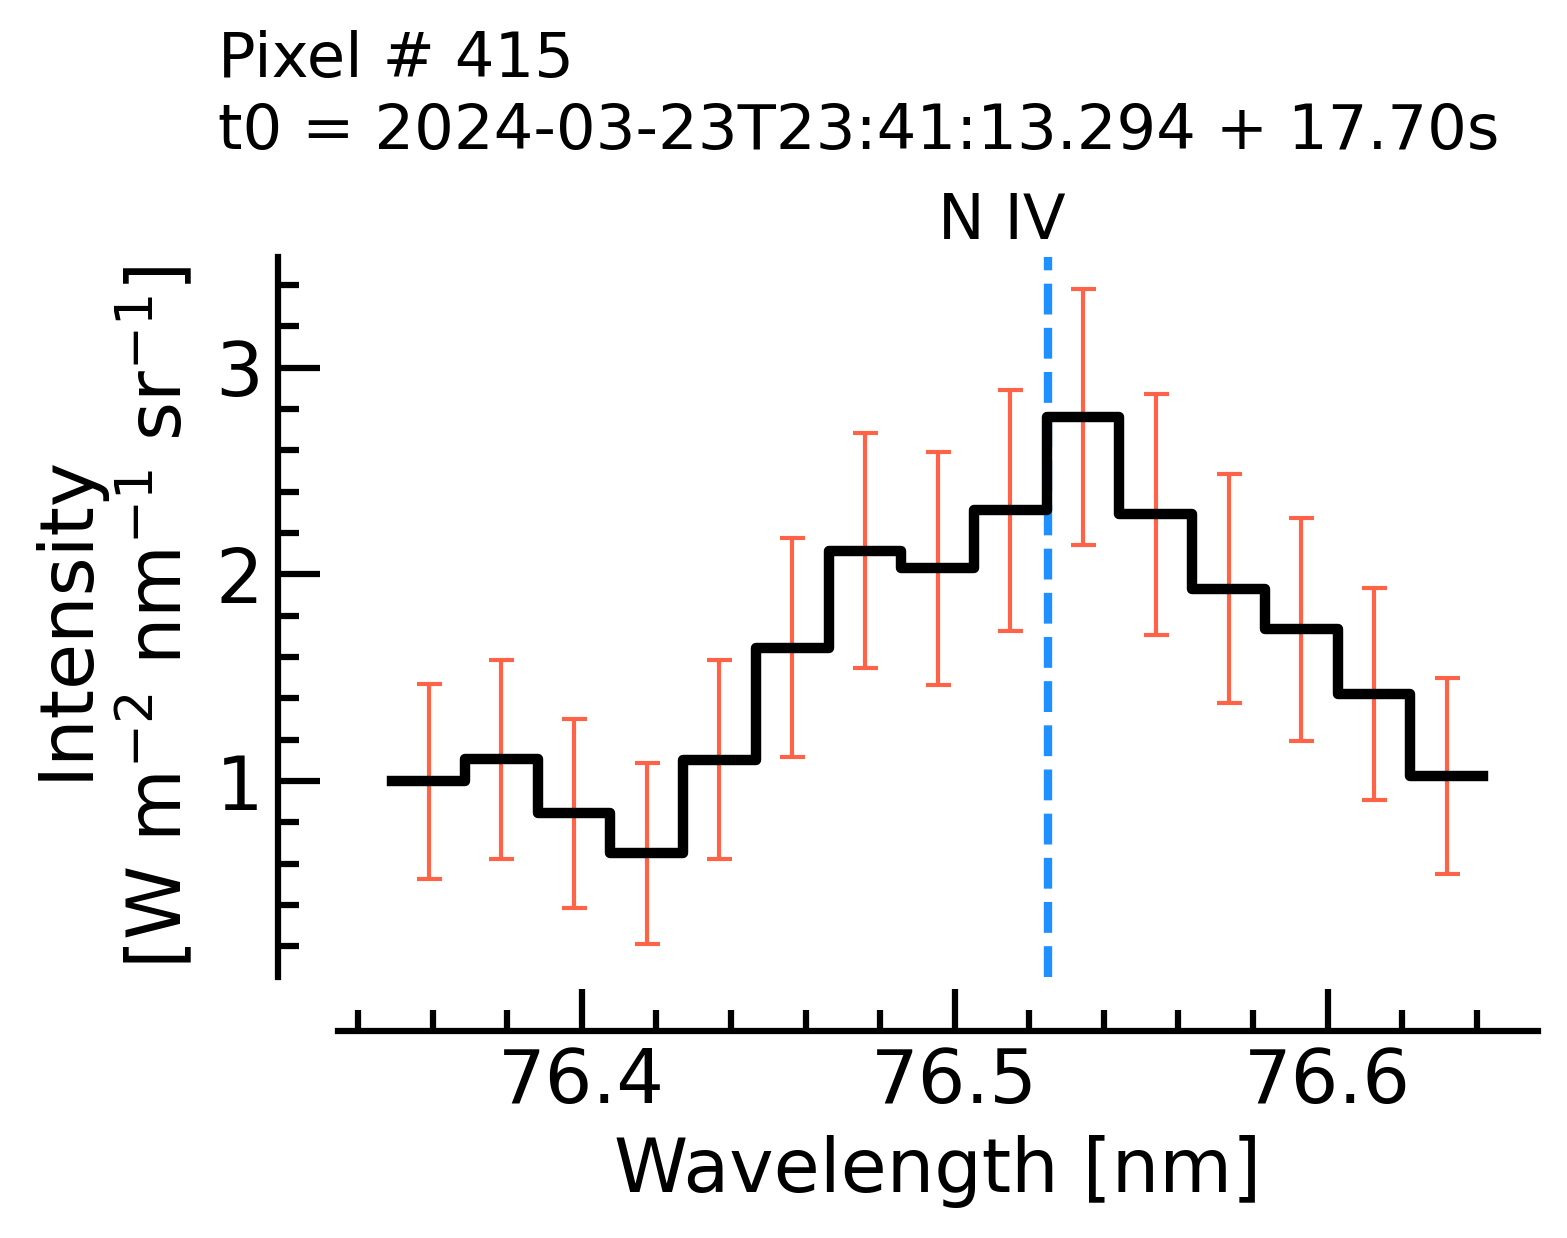 Pixel # 415
t0 = 2024-03-23T23:41:13.294 + 17.70s
N IV
Intensity
[W m⁻² nm⁻¹ sr⁻¹]
3
2
1
76.4 76.5 76.6
Wavelength [nm]